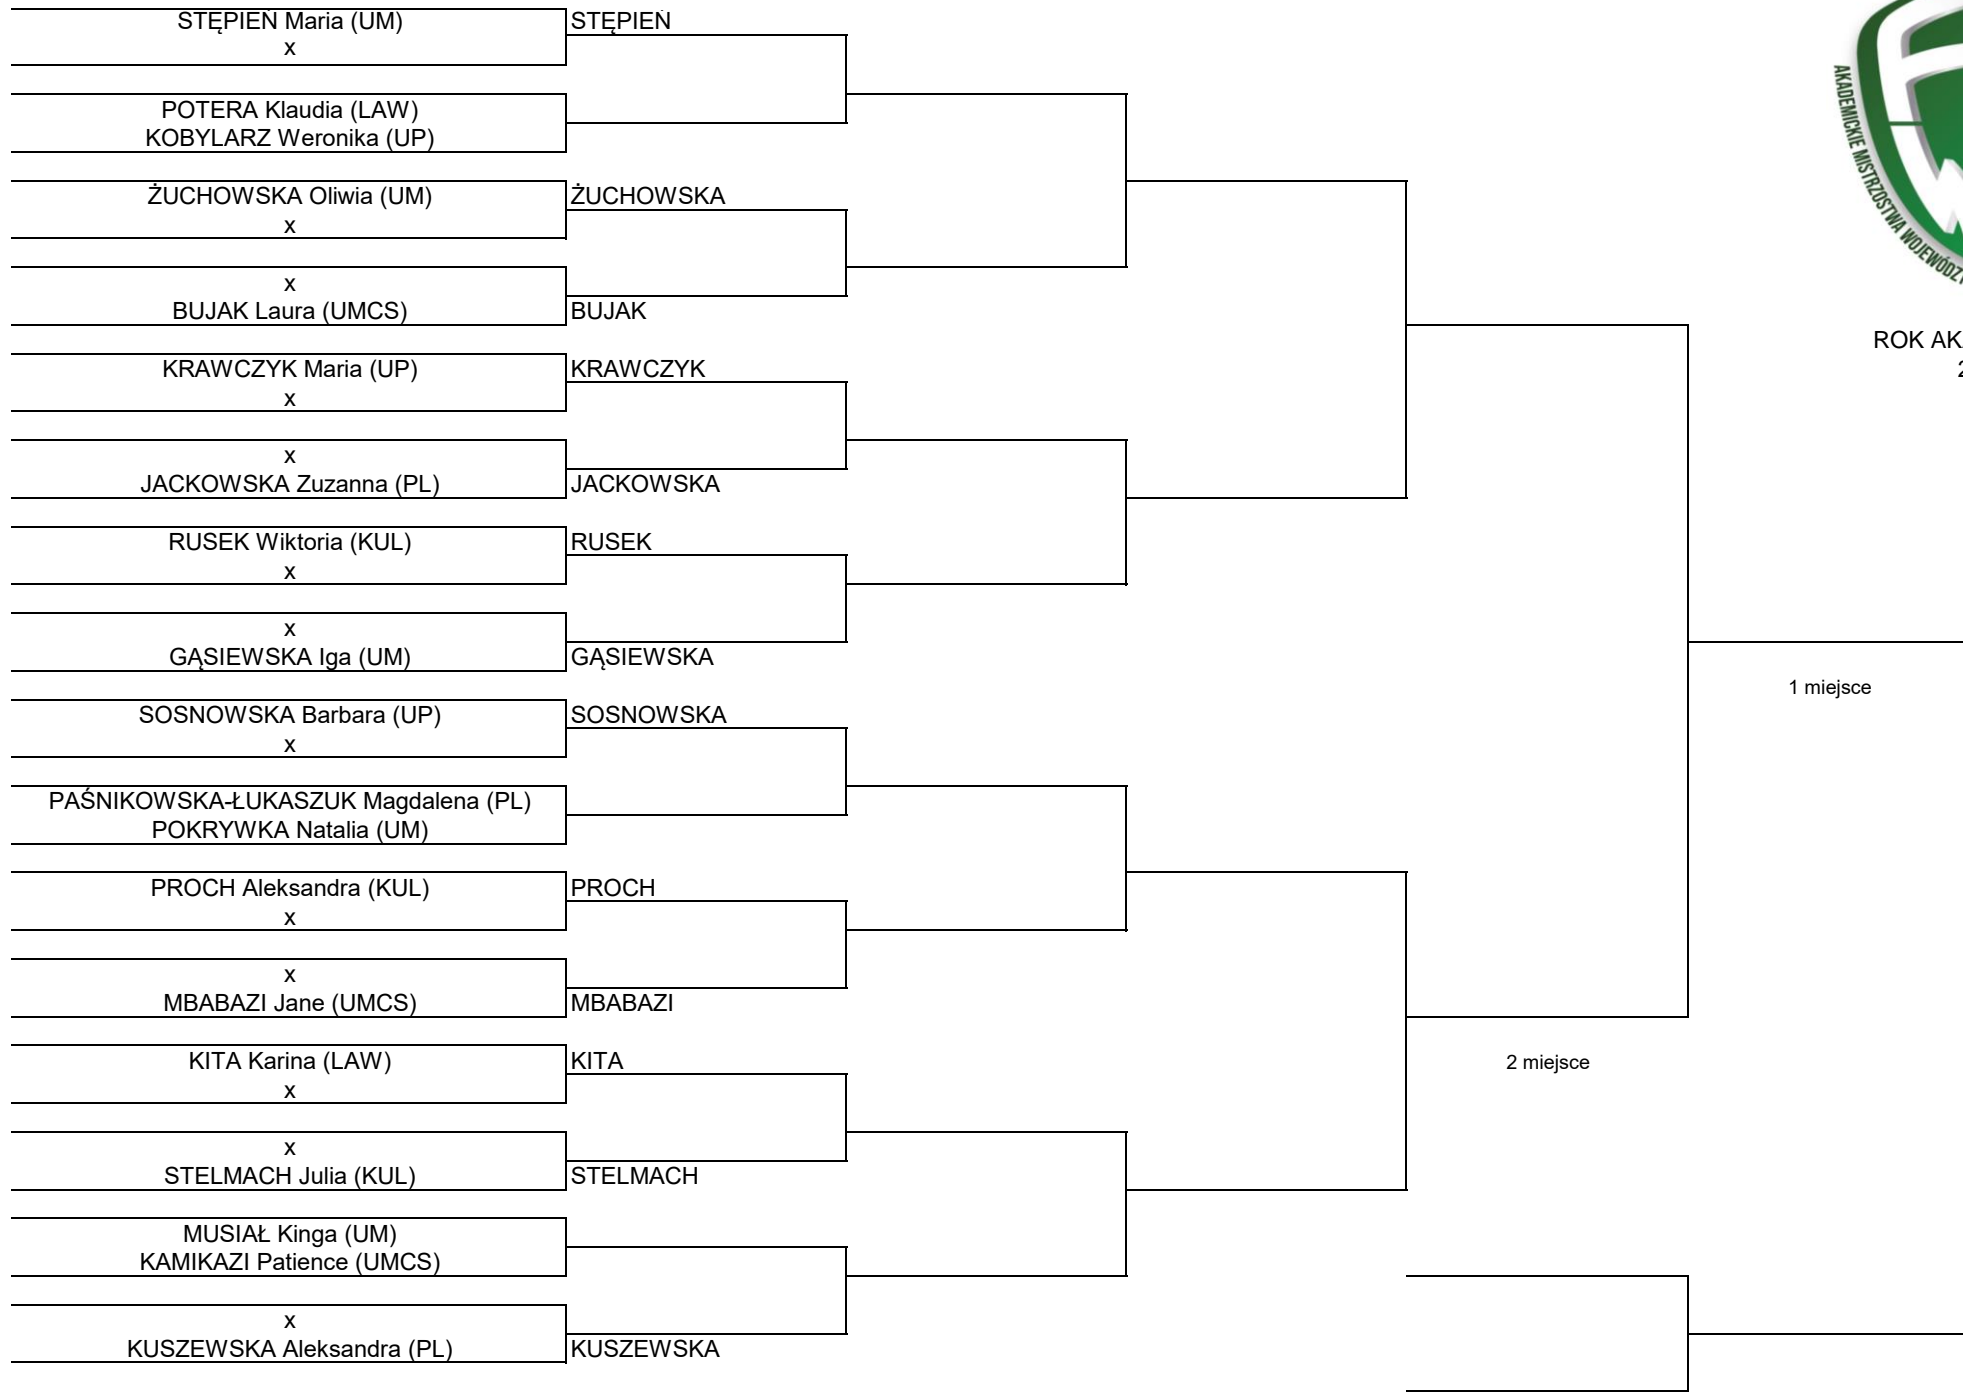 STĘPIEŃ Maria (UM)
x
STĘPIEŃ
POTERA Klaudia (LAW)
KOBYLARZ Weronika (UP)
ŻUCHOWSKA Oliwia (UM)
x
ŻUCHOWSKA
x
BUJAK Laura (UMCS)
BUJAK
KRAWCZYK Maria (UP)
x
KRAWCZYK
x
JACKOWSKA Zuzanna (PL)
JACKOWSKA
RUSEK Wiktoria (KUL)
x
RUSEK
x
GĄSIEWSKA Iga (UM)
GĄSIEWSKA
SOSNOWSKA Barbara (UP)
x
SOSNOWSKA
PAŚNIKOWSKA-ŁUKASZUK Magdalena (PL)
POKRYWKA Natalia (UM)
PROCH Aleksandra (KUL)
x
PROCH
x
MBABAZI Jane (UMCS)
MBABAZI
KITA Karina (LAW)
x
KITA
x
STELMACH Julia (KUL)
STELMACH
MUSIAŁ Kinga (UM)
KAMIKAZI Patience (UMCS)
x
KUSZEWSKA Aleksandra (PL)
KUSZEWSKA
2 miejsce
1 miejsce
AKADEMICKIE MISTRZOSTWA
ROK